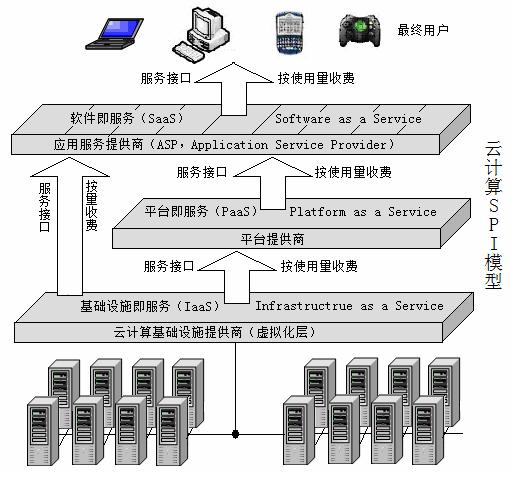 最终用户
服务接口 按使用量收费
软件即服务（SaaS） Software as a Service
应用服务提供商（ASP，Application Service Provider）
服务接口 按量收费
服务接口 按使用量收费
平台即服务（PaaS） Platform as a Service
平台提供商
服务接口 按使用量收费
基础设施即服务（IaaS） Infrastructrue as a Service
云计算基础设施提供商（虚拟化层）
云计算SPI模型